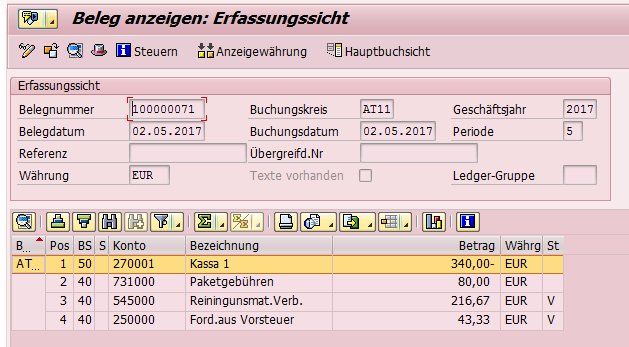 Beleg anzeigen: Erfassungssicht
Steuern Anzeigewährung Hauptbuchsicht
Erfassungssicht
Belegnummer 100000071 Buchungskreis AT11 Geschäftsjahr 2017
Belegdatum 02.05.2017 Buchungsdatum 02.05.2017 Periode 5
Referenz Übergreifd.Nr
Währung EUR Texte vorhanden Ledger-Gruppe
B... Pos BS S Konto Bezeichnung Betrag Währg St
AT... 1 50 270001 Kassa 1 340,00- EUR
2 40 731000 Paketgebühren 80,00 EUR
3 40 545000 Reiningunsmat.Verb. 216,67 EUR V
4 40 250000 Ford.aus Vorsteuer 43,33 EUR V